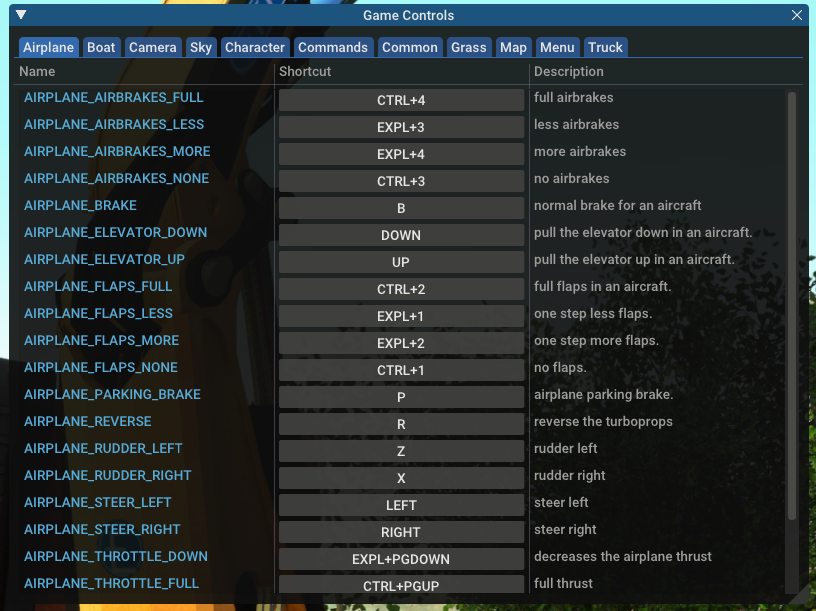 Game Controls
Airplane Boat Camera Sky Character Commands Common Grass Map Menu Truck
Name Shortcut Description
AIRPLANE_AIRBRAKES_FULL CTRL+4 full airbrakes
AIRPLANE_AIRBRAKES_LESS EXPL+3 less airbrakes
AIRPLANE_AIRBRAKES_MORE EXPL+4 more airbrakes
AIRPLANE_AIRBRAKES_NONE CTRL+3 no airbrakes
AIRPLANE_BRAKE B normal brake for an aircraft
AIRPLANE_ELEVATOR_DOWN DOWN pull the elevator down in an aircraft.
AIRPLANE_ELEVATOR_UP UP pull the elevator up in an aircraft.
AIRPLANE_FLAPS_FULL CTRL+2 full flaps in an aircraft.
AIRPLANE_FLAPS_LESS EXPL+1 one step less flaps.
AIRPLANE_FLAPS_MORE EXPL+2 one step more flaps.
AIRPLANE_FLAPS_NONE CTRL+1 no flaps.
AIRPLANE_PARKING_BRAKE P airplane parking brake.
AIRPLANE_REVERSE R reverse the turboprops
AIRPLANE_RUDDER_LEFT Z rudder left
AIRPLANE_RUDDER_RIGHT X rudder right
AIRPLANE_STEER_LEFT LEFT steer left
AIRPLANE_STEER_RIGHT RIGHT steer right
AIRPLANE_THROTTLE_DOWN EXPL+PGDOWN decreases the airplane thrust
AIRPLANE_THROTTLE_FULL CTRL+PGUP full thrust